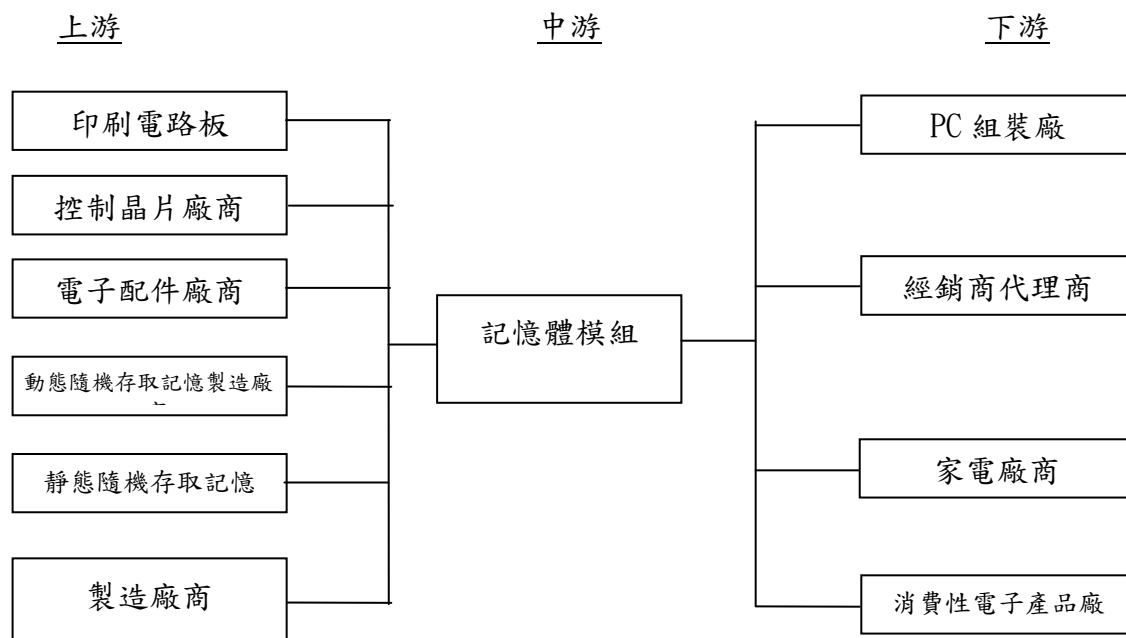 上游
中游
下游
印刷電路板
控制晶片廠商
電子配件廠商
動態隨機存取記憶製造廠
靜態隨機存取記憶
製造廠商
記憶體模組
PC 組裝廠
經銷商代理商
家電廠商
消費性電子產品廠